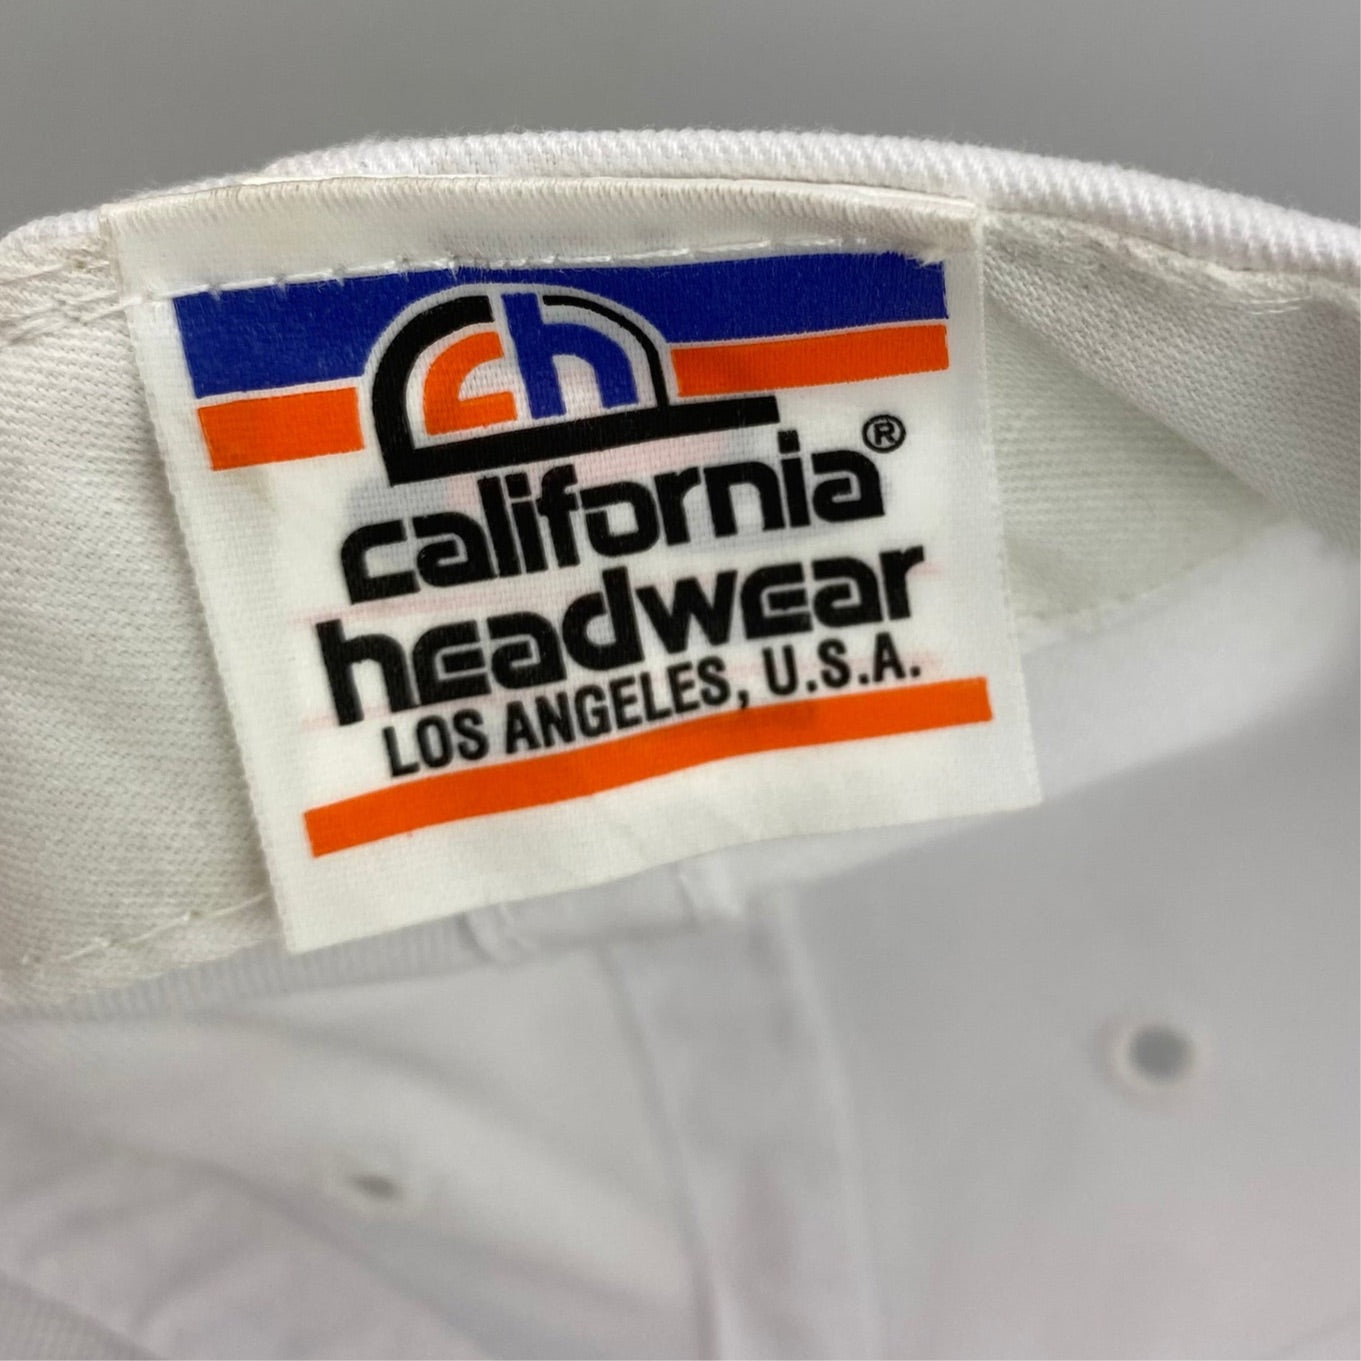 ch
california®
headwear
LOS ANGELES, U.S.A.